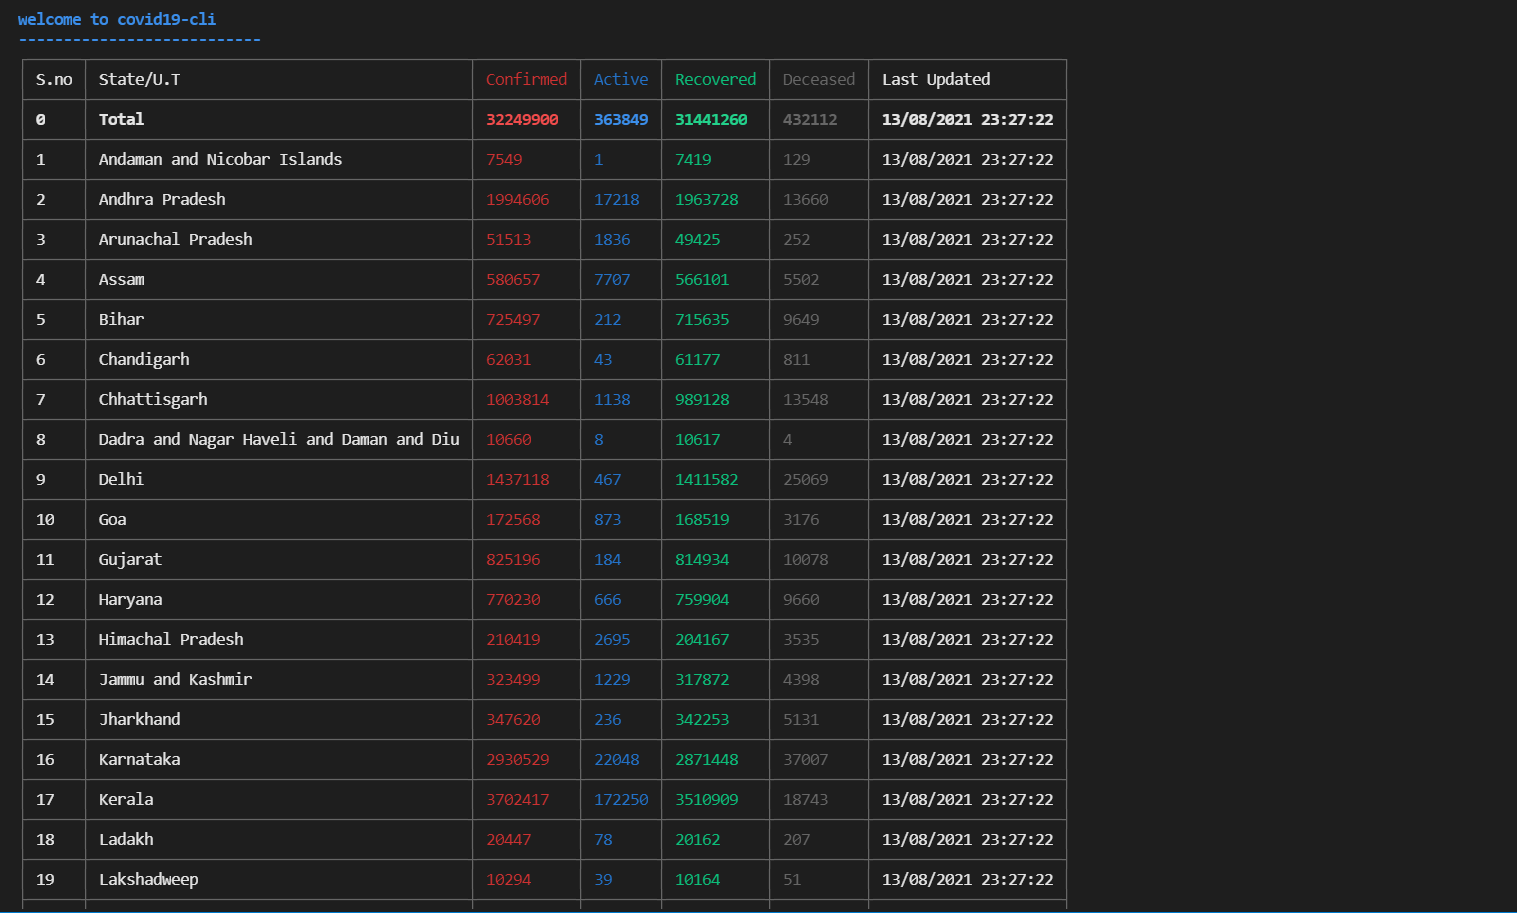 welcome to covid19-cli
---------------------------
S.no State/U.T Confirmed Active Recovered Deceased Last Updated
0 Total 32249900 363849 31441260 432112 13/08/2021 23:27:22
1 Andaman and Nicobar Islands 7549 1 7419 129 13/08/2021 23:27:22
2 Andhra Pradesh 1994606 17218 1963728 13660 13/08/2021 23:27:22
3 Arunachal Pradesh 51513 1836 49425 252 13/08/2021 23:27:22
4 Assam 580657 7707 566101 5502 13/08/2021 23:27:22
5 Bihar 725497 212 715635 9649 13/08/2021 23:27:22
6 Chandigarh 62031 43 61177 811 13/08/2021 23:27:22
7 Chhattisgarh 1003814 1138 989128 13548 13/08/2021 23:27:22
8 Dadra and Nagar Haveli and Daman and Diu 10660 8 10617 4 13/08/2021 23:27:22
9 Delhi 1437118 467 1411582 25069 13/08/2021 23:27:22
10 Goa 172568 873 168519 3176 13/08/2021 23:27:22
11 Gujarat 825196 184 814934 10078 13/08/2021 23:27:22
12 Haryana 770230 666 759904 9660 13/08/2021 23:27:22
13 Himachal Pradesh 210419 2695 204167 3535 13/08/2021 23:27:22
14 Jammu and Kashmir 323499 1229 317872 4398 13/08/2021 23:27:22
15 Jharkhand 347620 236 342253 5131 13/08/2021 23:27:22
16 Karnataka 2930529 22048 2871448 37007 13/08/2021 23:27:22
17 Kerala 3702417 172250 3510909 18743 13/08/2021 23:27:22
18 Ladakh 20447 78 20162 207 13/08/2021 23:27:22
19 Lakshadweep 10294 39 10164 51 13/08/2021 23:27:22